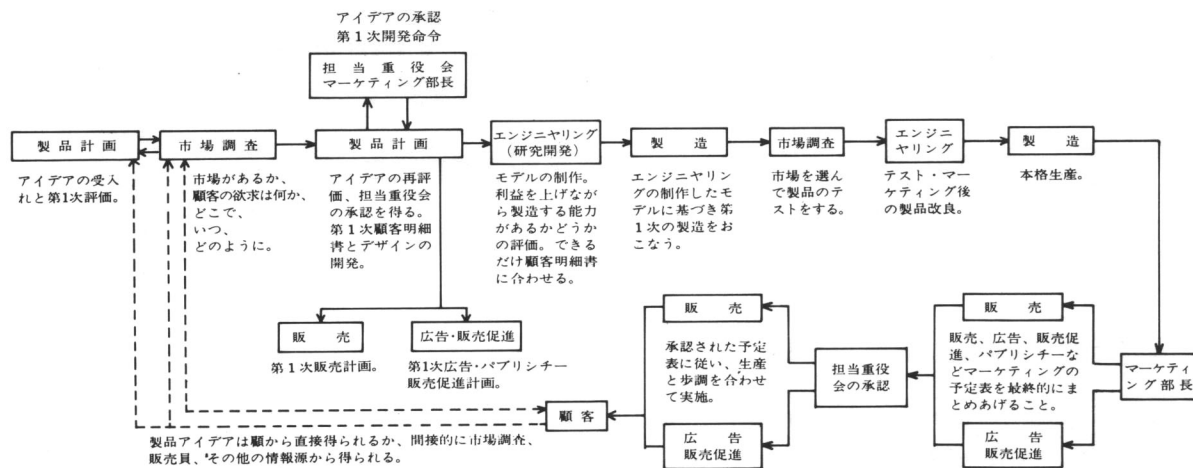 アイデアの承認
第1次開発命令
担当重役会
マーケティング部長
製品計画
アイデアの受入
れと第1次評価。
市場調査
市場があるか、
顧客の欲求は何か、
どこで、
いつ、
どのように。
製品計画
アイデアの再評
価、担当重役会
の承認を得る。
第1次顧客明細
書とデザインの
開発。
エンジニヤリング
(研究開発)
モデルの制作。
利益を上げなが
ら製造する能力
があるかどうか
の評価。できる
だけ顧客明細書
に合わせる。
製造
エンジニヤリン
グの制作したモ
デルに基づき第
1次の製造をお
こなう。
市場調査
市場を選ん
で製品のテ
ストをする。
エンジニ
ヤリング
テスト・マー
ケティング後
の製品改良。
製造
本格生産。
販売
第1次販売計画。
広告・販売促進
第1次広告・パブリシチー
販売促進計画。
販売
承認された予定
表に従い、生産
と歩調を合わせ
て実施。
広告
販売促進
担当重役
会の承認
販売
販売、広告、販売促
進、パブリシチーな
どマーケティングの
予定表を最終的にま
とめあげること。
広告
販売促進
マーケティ
ング部長
顧客
製品アイデアは顧から直接得られるか、間接的に市場調査、
販売員、その他の情報源から得られる。